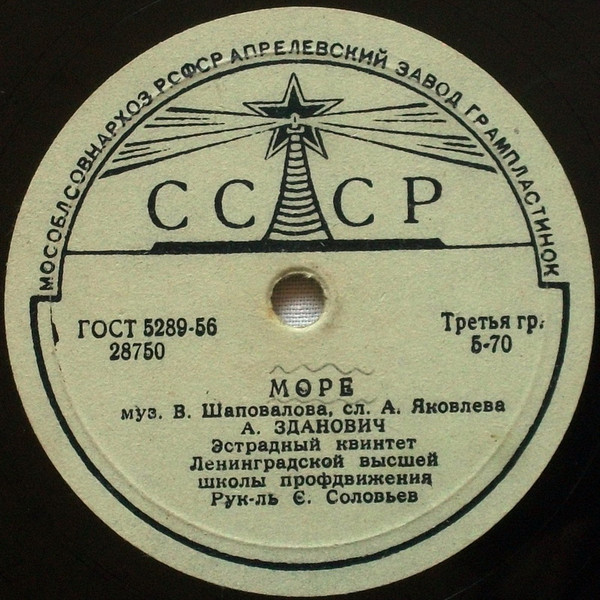 МОСОБЛСОВНАРХОЗ РСФСР АПРЕЛЕВСКИЙ ЗАВОД ГРАМПЛАСТИНОК
СССР
ГОСТ 5289-56
28750
Третья гр.
5-70
МОРЕ
муз. В. Шаповалова, сл. А. Яковлева
А. ЗДАНОВИЧ
Эстрадный квинтет
Ленинградской высшей
школы профдвижения
Рук-ль Є. Соловьев